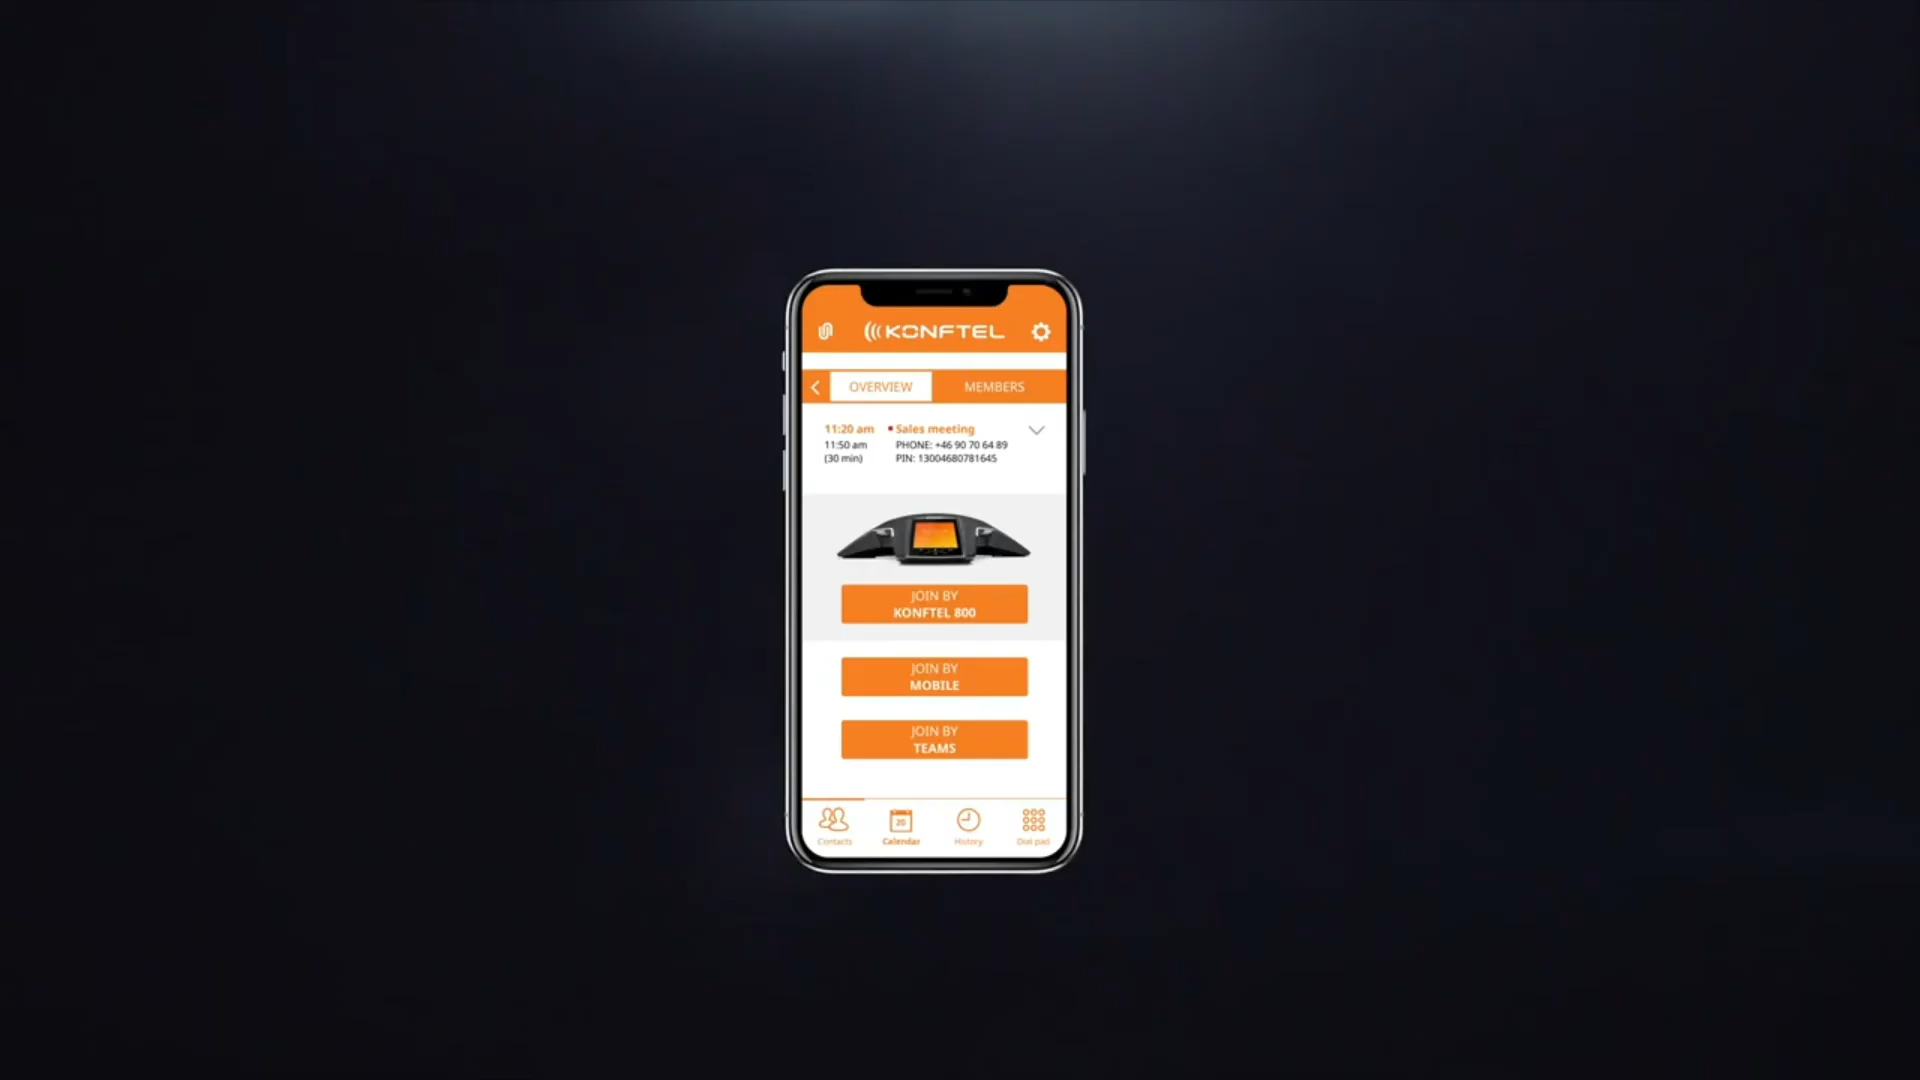 KONFTEL
OVERVIEW MEMBERS
11:20 am Sales meeting
11:50 am PHONE: +46 90 70 64 89
(30 min) PIN: 13004680781645
JOIN BY
KONFTEL 800
JOIN BY
MOBILE
JOIN BY
TEAMS
20
Contacts Calendar History Dial pad